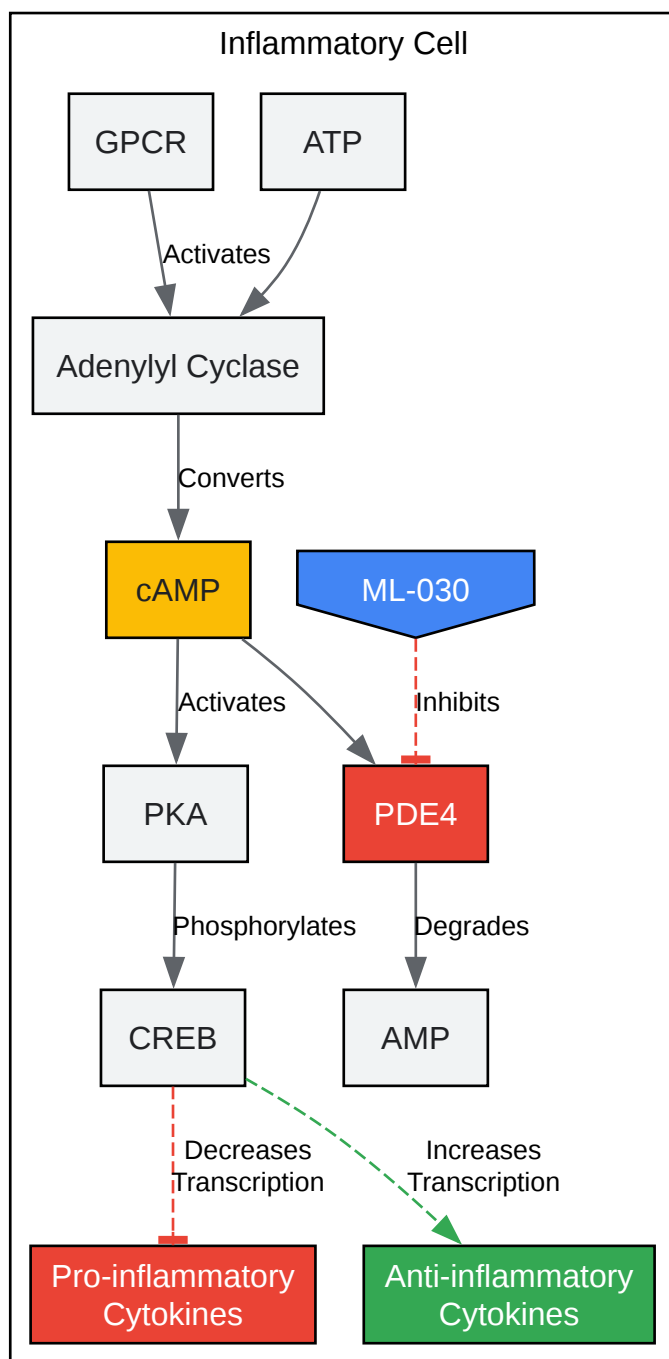 Inflammatory Cell
GPCR
ATP
Activates
Adenylyl Cyclase
Converts
cAMP
ML-030
Activates
Inhibits
PKA
PDE4
Phosphorylates
Degrades
CREB
AMP
Decreases
Transcription
Increases
Transcription
Pro-inflammatory
Cytokines
Anti-inflammatory
Cytokines